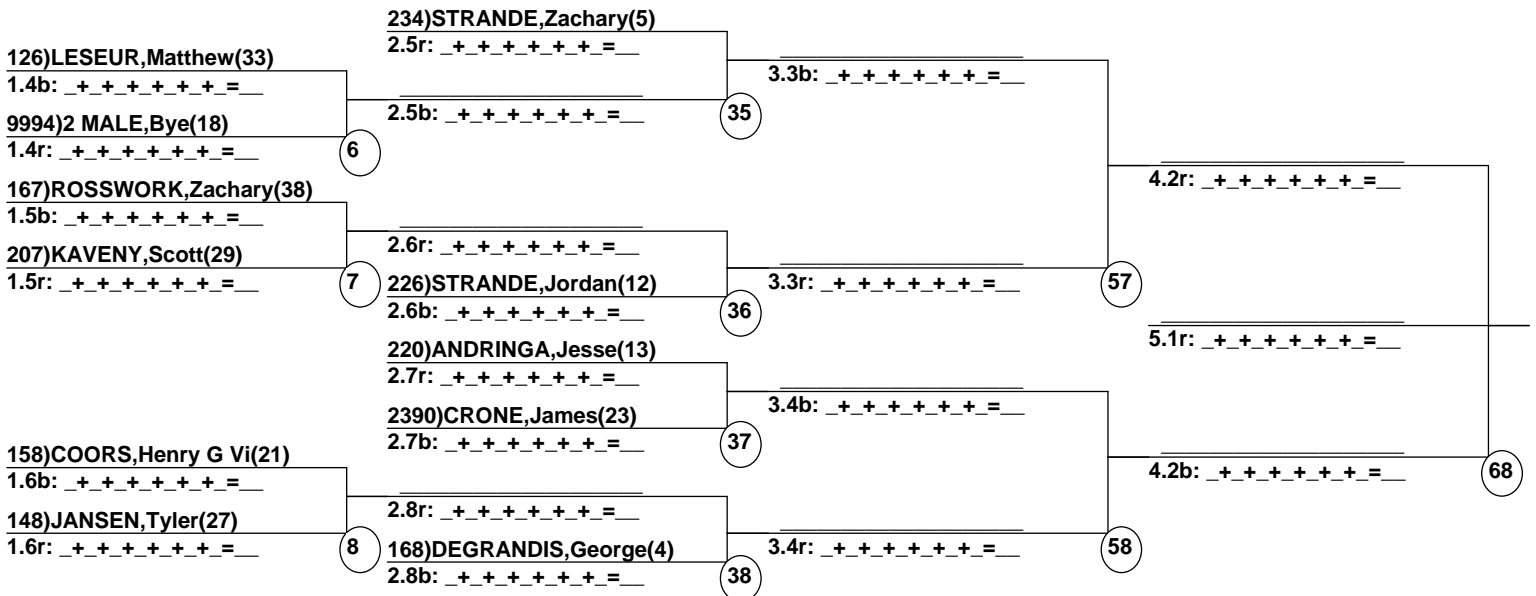 234)STRANDE,Zachary(5)
2.5r: _+_+_+_+_+_=__
126)LESEUR,Matthew(33)
1.4b: _+_+_+_+_+_=__
3.3b: _+_+_+_+_+_=__
2.5b: _+_+_+_+_+_=__
35
9994)2 MALE,Bye(18)
1.4r: _+_+_+_+_+_=__
6
4.2r: _+_+_+_+_+_=__
167)ROSSWORK,Zachary(38)
1.5b: _+_+_+_+_+_=__
2.6r: _+_+_+_+_+_=__
207)KAVENY,Scott(29)
1.5r: _+_+_+_+_+_=__
7
226)STRANDE,Jordan(12)
2.6b: _+_+_+_+_+_=__
36
3.3r: _+_+_+_+_+_=__
57
5.1r: _+_+_+_+_+_=__
220)ANDRINGA,Jesse(13)
2.7r: _+_+_+_+_+_=__
3.4b: _+_+_+_+_+_=__
2390)CRONE,James(23)
2.7b: _+_+_+_+_+_=__
37
158)COORS,Henry G Vi(21)
1.6b: _+_+_+_+_+_=__
4.2b: _+_+_+_+_+_=__
68
2.8r: _+_+_+_+_+_=__
148)JANSEN,Tyler(27)
1.6r: _+_+_+_+_+_=__
8
168)DEGRANDIS,George(4)
2.8b: _+_+_+_+_+_=__
38
3.4r: _+_+_+_+_+_=__
58